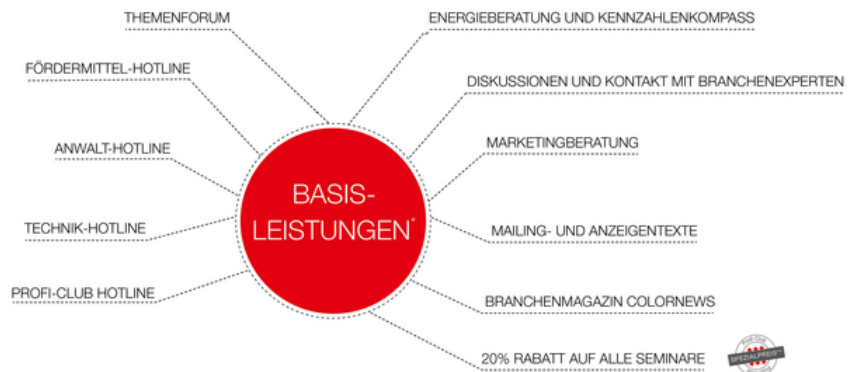 THEMENFORUM
ENERGIEBERATUNG UND KENNZAHLENKOMPASS
FÖRDERMITTEL-HOTLINE
DISKUSSIONEN UND KONTAKT MIT BRANCHENEXPERTEN
ANWALT-HOTLINE
MARKETINGBERATUNG
BASIS-
LEISTUNGEN*
TECHNIK-HOTLINE
MAILING- UND ANZEIGENTEXTE
PROFI-CLUB HOTLINE
BRANCHENMAGAZIN COLORNEWS
20% RABATT AUF ALLE SEMINARE
SPEZIALPREIS**